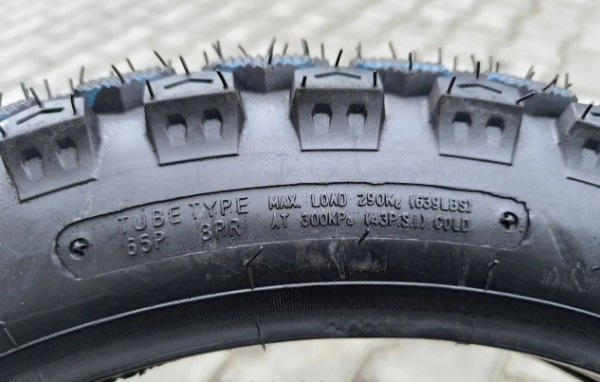 TUBE TYPE MAX. LOAD 290Kg (639LBS)
65P 8PR AT 300KPa (43P.S.I.) COLD